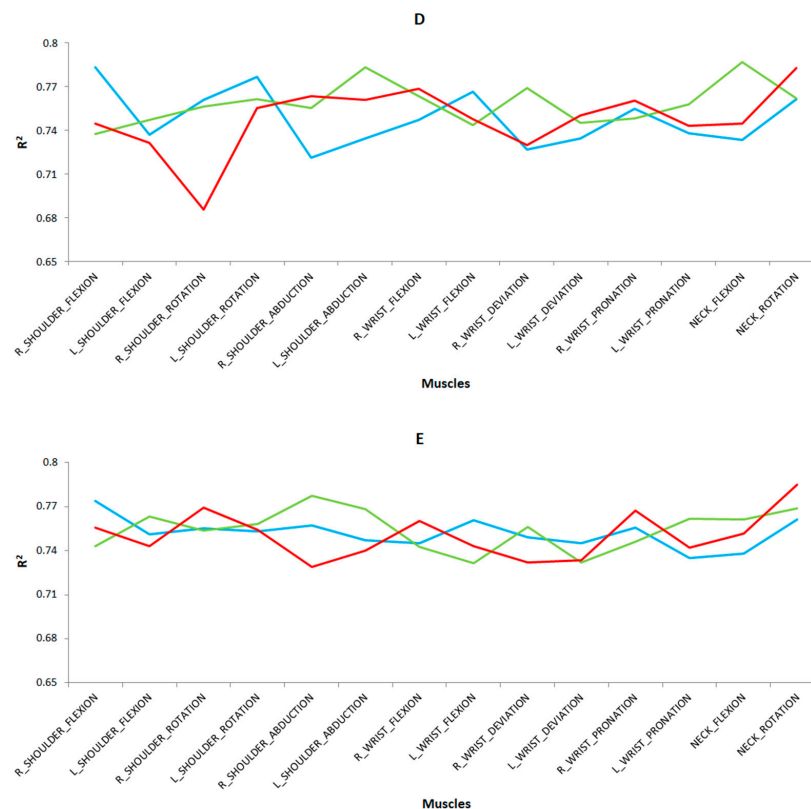 D
0.8
0.77
0.74
0.71
0.68
0.65
R²
R_SHOULDER_FLEXION
L_SHOULDER_FLEXION
R_SHOULDER_ROTATION
L_SHOULDER_ROTATION
R_SHOULDER_ABDUCTION
L_SHOULDER_ABDUCTION
R_WRIST_FLEXION
L_WRIST_FLEXION
R_WRIST_DEVIATION
L_WRIST_DEVIATION
R_WRIST_PRONATION
L_WRIST_PRONATION
NECK_FLEXION
NECK_ROTATION
Muscles
E
0.8
0.77
0.74
0.71
0.68
0.65
R²
R_SHOULDER_FLEXION
L_SHOULDER_FLEXION
R_SHOULDER_ROTATION
L_SHOULDER_ROTATION
R_SHOULDER_ABDUCTION
L_SHOULDER_ABDUCTION
R_WRIST_FLEXION
L_WRIST_FLEXION
R_WRIST_DEVIATION
L_WRIST_DEVIATION
R_WRIST_PRONATION
L_WRIST_PRONATION
NECK_FLEXION
NECK_ROTATION
Muscles